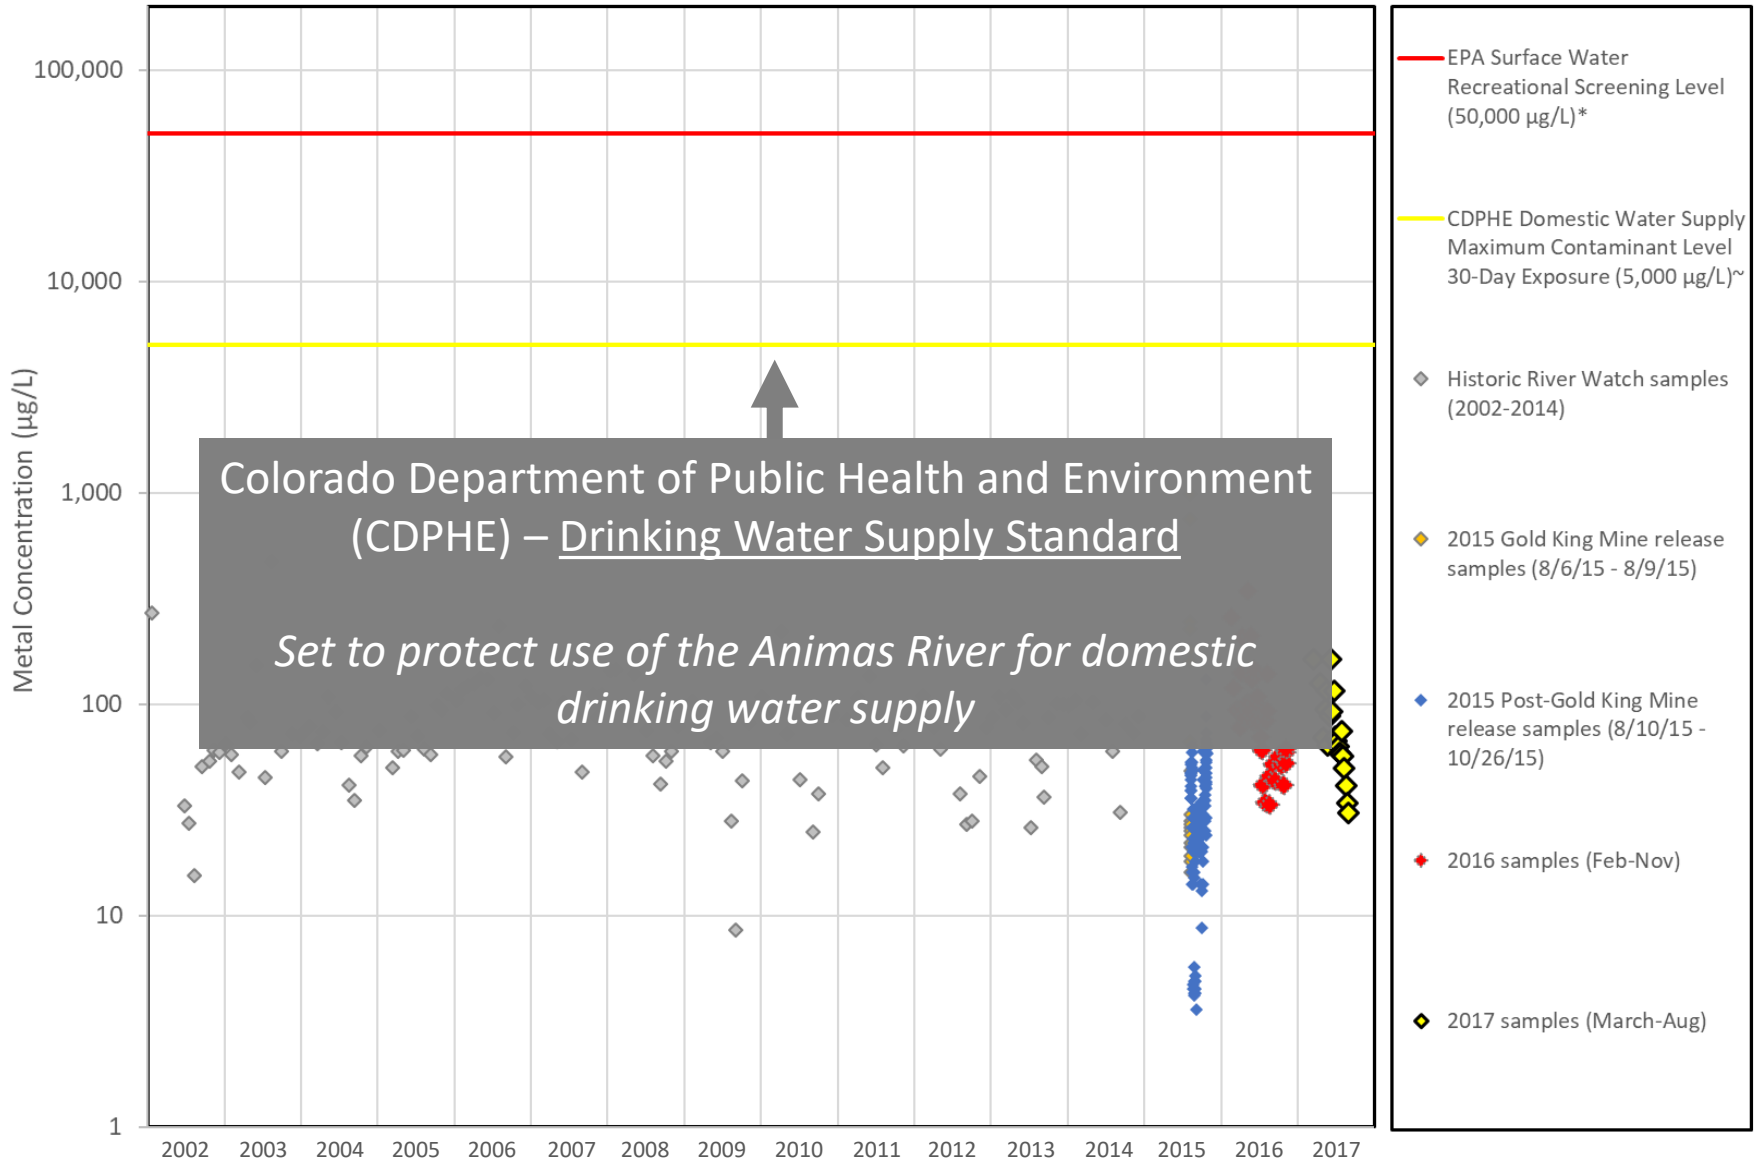 100,000
10,000
1,000
100
10
1
Metal Concentration (µg/L)
2002 2003 2004 2005 2006 2007 2008 2009 2010 2011 2012 2013 2014 2015 2016 2017
Colorado Department of Public Health and Environment
(CDPHE) – Drinking Water Supply Standard
Set to protect use of the Animas River for domestic
drinking water supply
EPA Surface Water
Recreational Screening Level
(50,000 µg/L)*
CDPHE Domestic Water Supply
Maximum Contaminant Level
30-Day Exposure (5,000 µg/L)~
Historic River Watch samples
(2002-2014)
2015 Gold King Mine release
samples (8/6/15 - 8/9/15)
2015 Post-Gold King Mine
release samples (8/10/15 -
10/26/15)
2016 samples (Feb-Nov)
2017 samples (March-Aug)